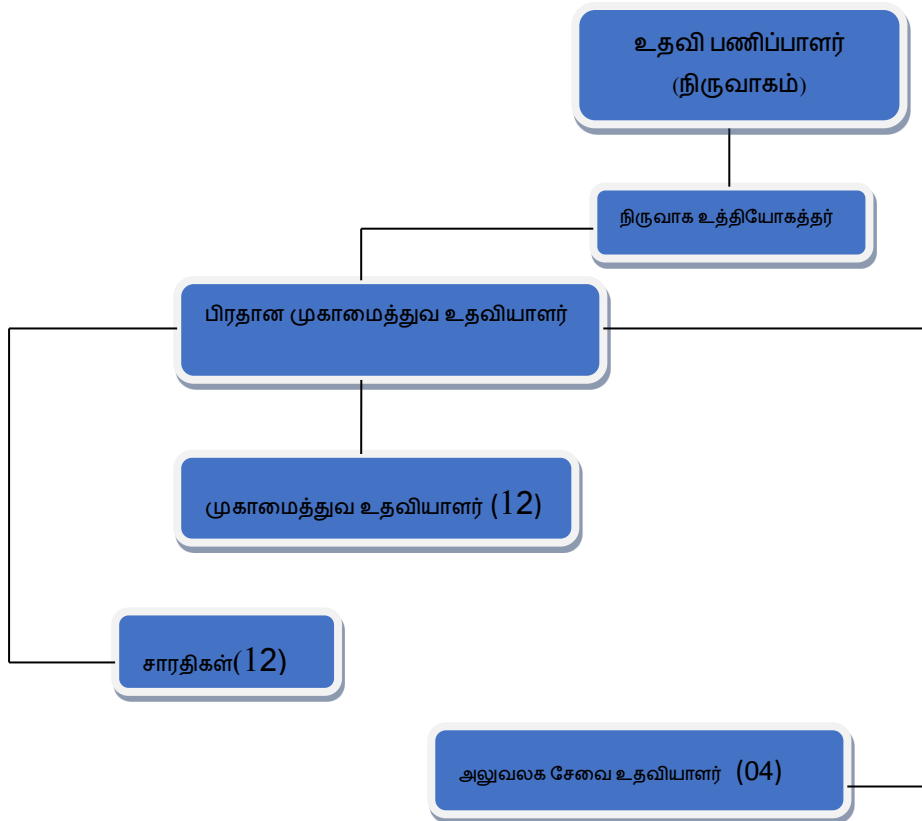 உதவி பணிப்பாளர்
(நிருவாகம்)
நிருவாக உத்தியோகத்தர்
பிரதான முகாமைத்துவ உதவியாளர்
முகாமைத்துவ உதவியாளர் (12)
சாரதிகள்(12)
அலுவலக சேவை உதவியாளர் (04)